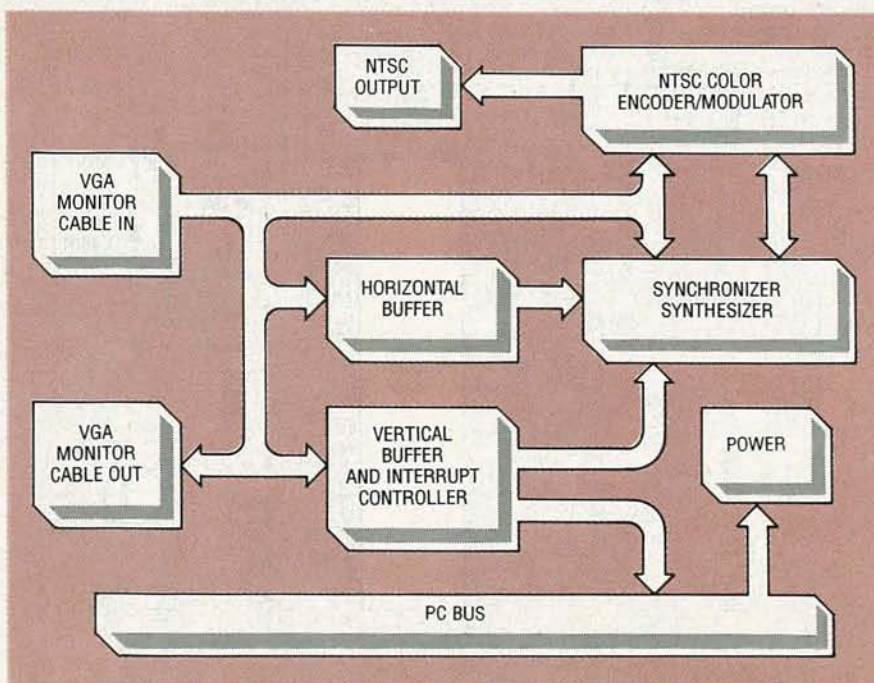 NTSC
OUTPUT
NTSC COLOR
ENCODER/MODULATOR
VGA
MONITOR
CABLE IN
HORIZONTAL
BUFFER
SYNCHRONIZER
SYNTHESIZER
VGA
MONITOR
CABLE OUT
VERTICAL
BUFFER
AND INTERRUPT
CONTROLLER
POWER
PC BUS